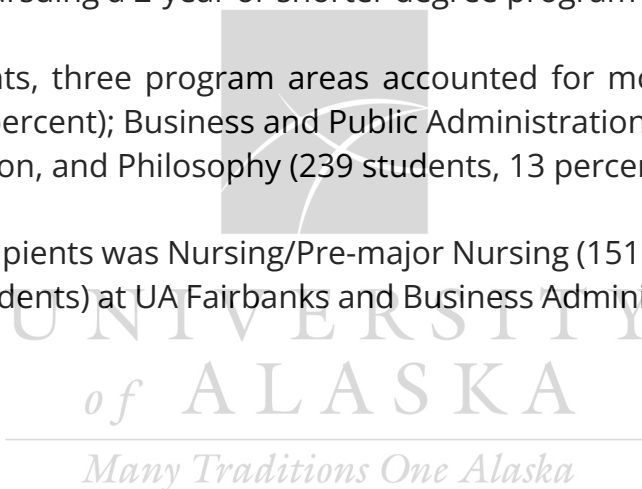 pursuing a 2-year or shorter degree program
nts, three program areas accounted for mo
percent); Business and Public Administration
on, and Philosophy (239 students, 13 percen
pients was Nursing/Pre-major Nursing (151
dents) at UA Fairbanks and Business Admini
UNIVERSITY
of ALASKA
Many Traditions One Alaska